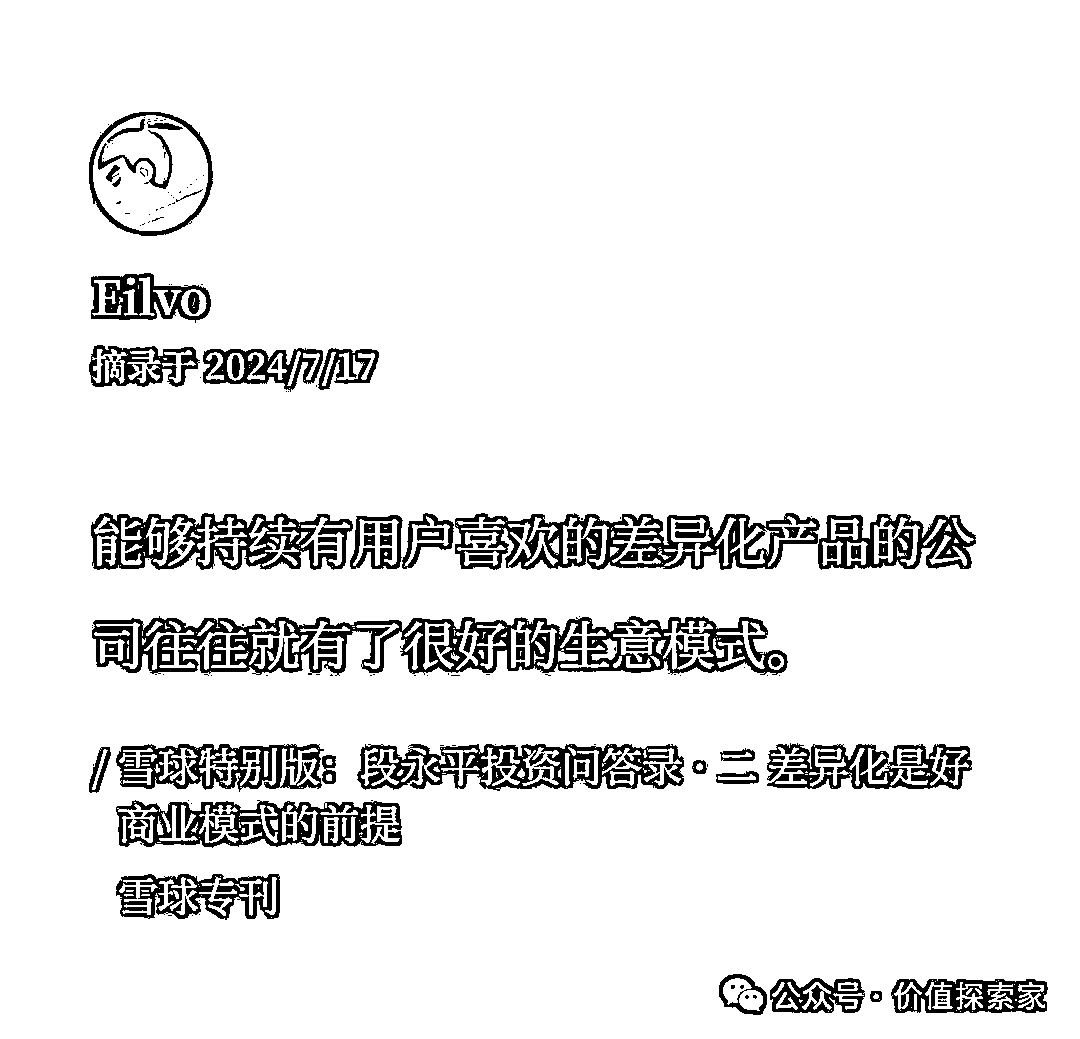 Eilvo
摘录于 2024/7/17
能够持续有用户喜欢的差异化产品的公
司往往就有了很好的生意模式。
/ 雪球特别版：段永平投资问答录·二 差异化是好
商业模式的前提
雪球专刊
公众号 · 价值探索家